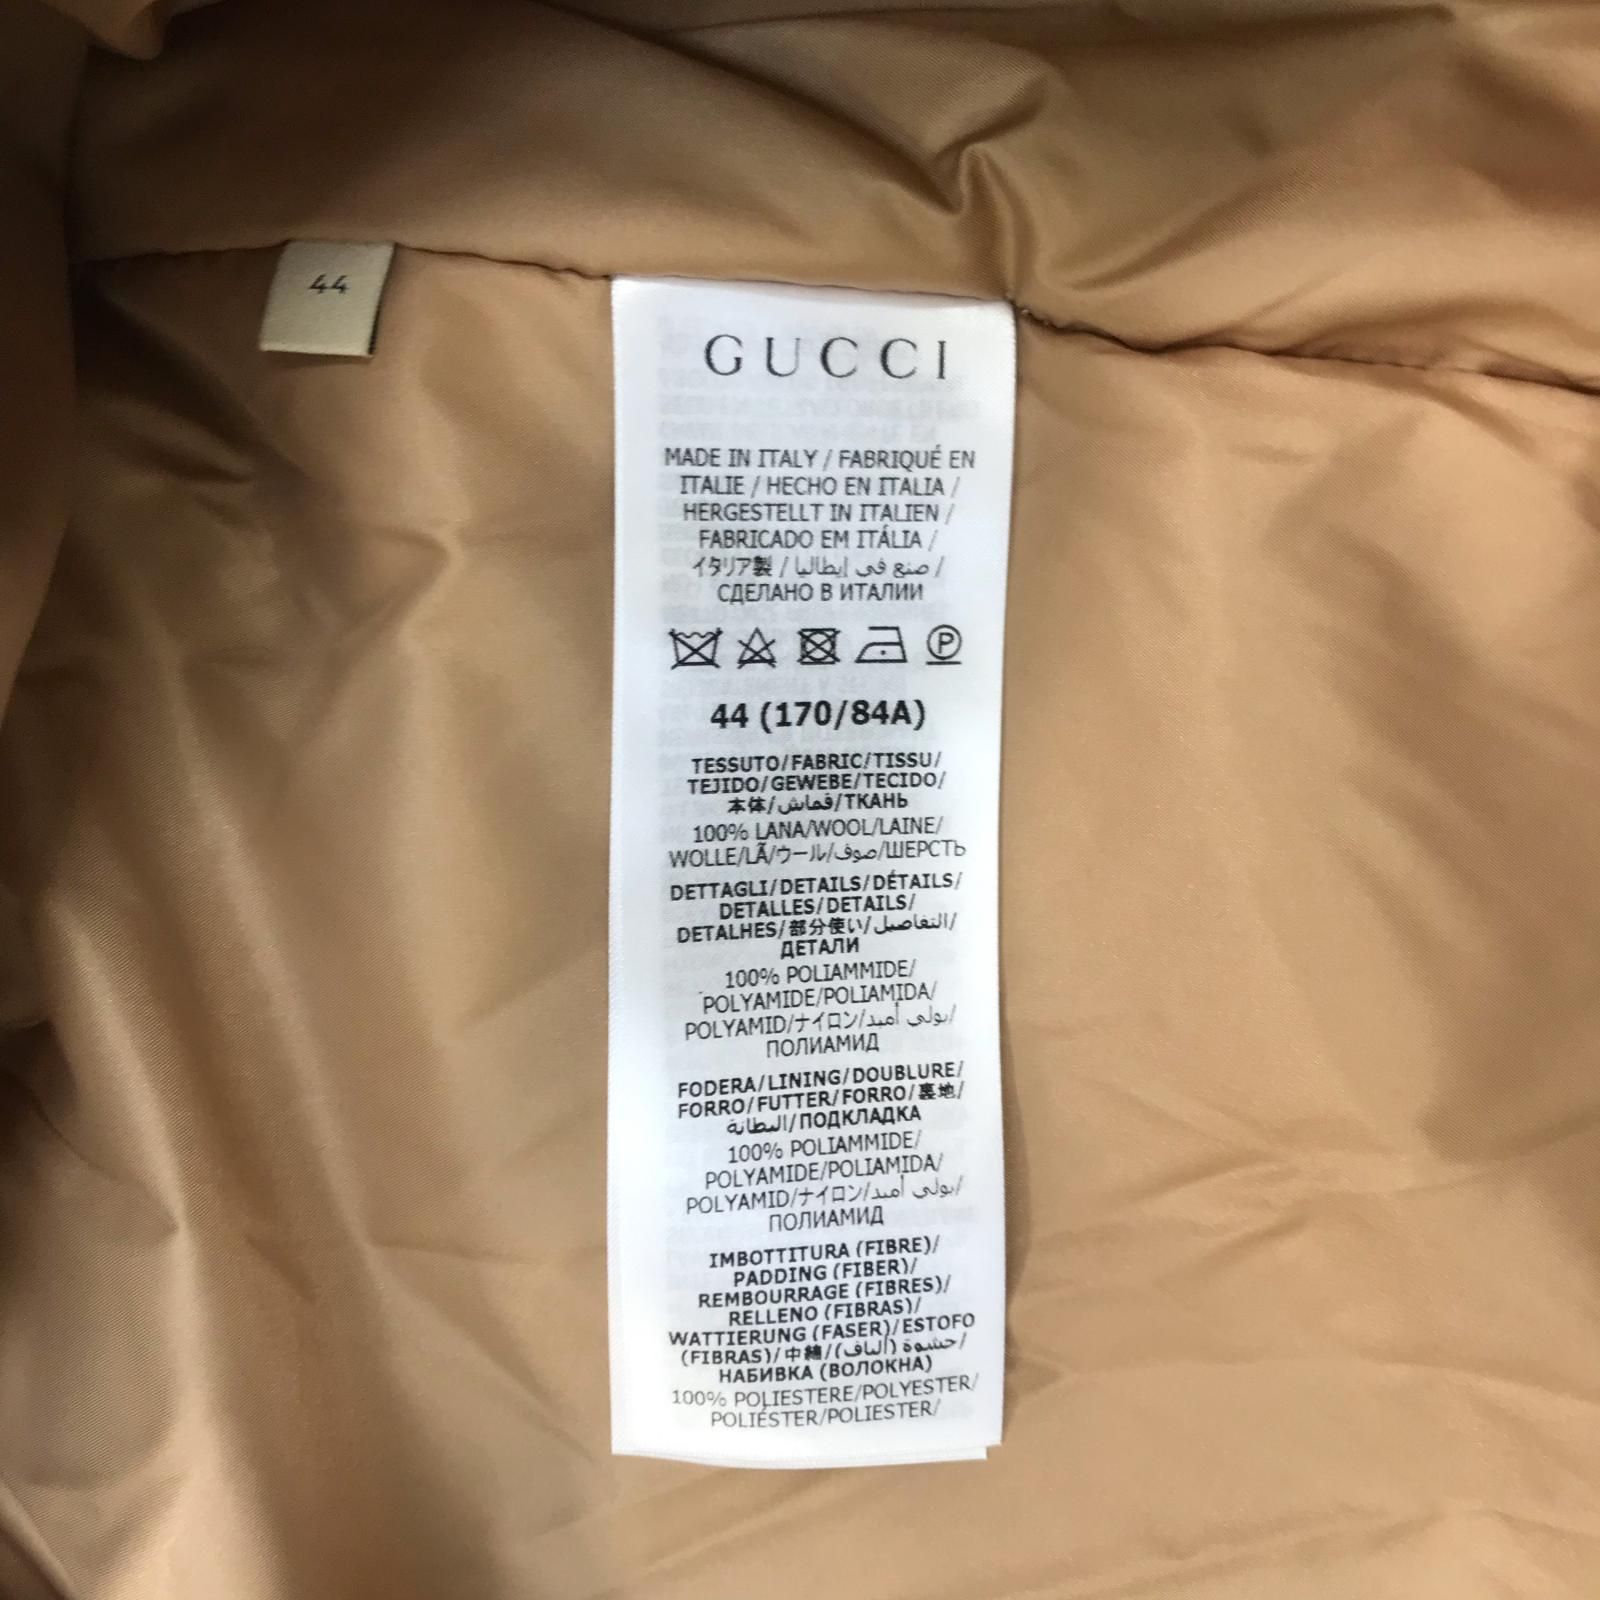 44
GUCCI
MADE IN ITALY / FABRIQUÉ EN
ITALIE / HECHO EN ITALIA /
HERGESTELLT IN ITALIEN /
FABRICADO EM ITÁLIA /
イタリア製 / صنع في إيطاليا /
СДЕЛАНО В ИТАЛИИ
P
44 (170/84A)
TESSUTO/FABRIC/TISSU/
TEJIDO/GEWEBE/TECIDO/
本体/قماش/ТКАНЬ
100% LANA/WOOL/LAINE/
WOLLE/LÃ/ウール/صوف/ШЕРСТЬ
DETTAGLI/DETAILS/DÉTAILS/
DETALLES/DETAILS/
DETALHES/部分使い/التفاصيل/
ДЕТАЛИ
100% POLIAMMIDE/
POLYAMIDE/POLIAMIDA/
POLYAMID/ナイロン/بولي أميد/
ПОЛИАМИД
FODERA/LINING/DOUBLURE/
FORRO/FUTTER/FORRO/裏地/
البطانة/ПОДКЛАДКА
100% POLIAMMIDE/
POLYAMIDE/POLIAMIDA/
POLYAMID/ナイロン/بولي أميد/
ПОЛИАМИД
IMBOTTITURA (FIBRE)/
PADDING (FIBER)/
REMBOURRAGE (FIBRES)/
RELLENO (FIBRAS)/
WATTIERUNG (FASER)/ESTOFO
(FIBRAS)/中綿/حشوة (ألياف)/
НАБИВКА (ВОЛОКНА)
100% POLIESTERE/POLYESTER/
POLIÉSTER/POLIESTER/